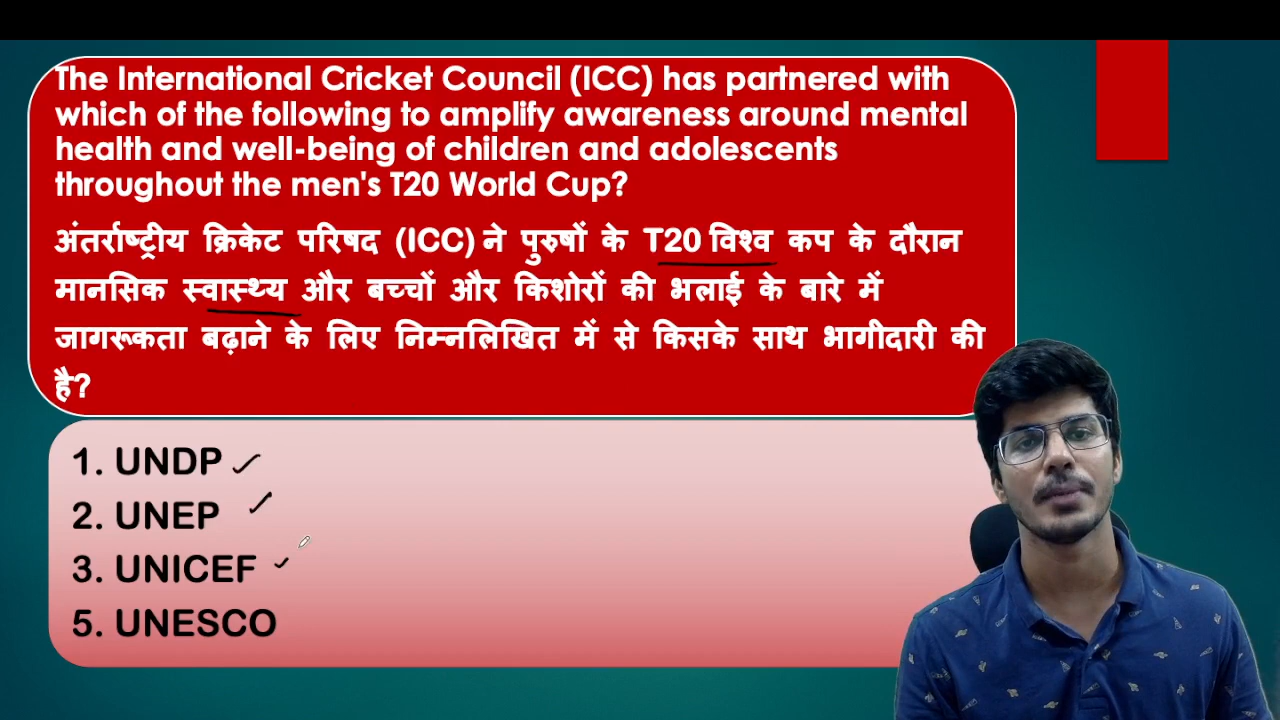 The International Cricket Council (ICC) has partnered with
which of the following to amplify awareness around mental
health and well-being of children and adolescents
throughout the men's T20 World Cup?
अंतर्राष्ट्रीय क्रिकेट परिषद (ICC) ने पुरुषों के T20 विश्व कप के दौरान
मानसिक स्वास्थ्य और बच्चों और किशोरों की भलाई के बारे में
जागरूकता बढ़ाने के लिए निम्नलिखित में से किसके साथ भागीदारी की
है?
1. UNDP
2. UNEP
3. UNICEF
5. UNESCO